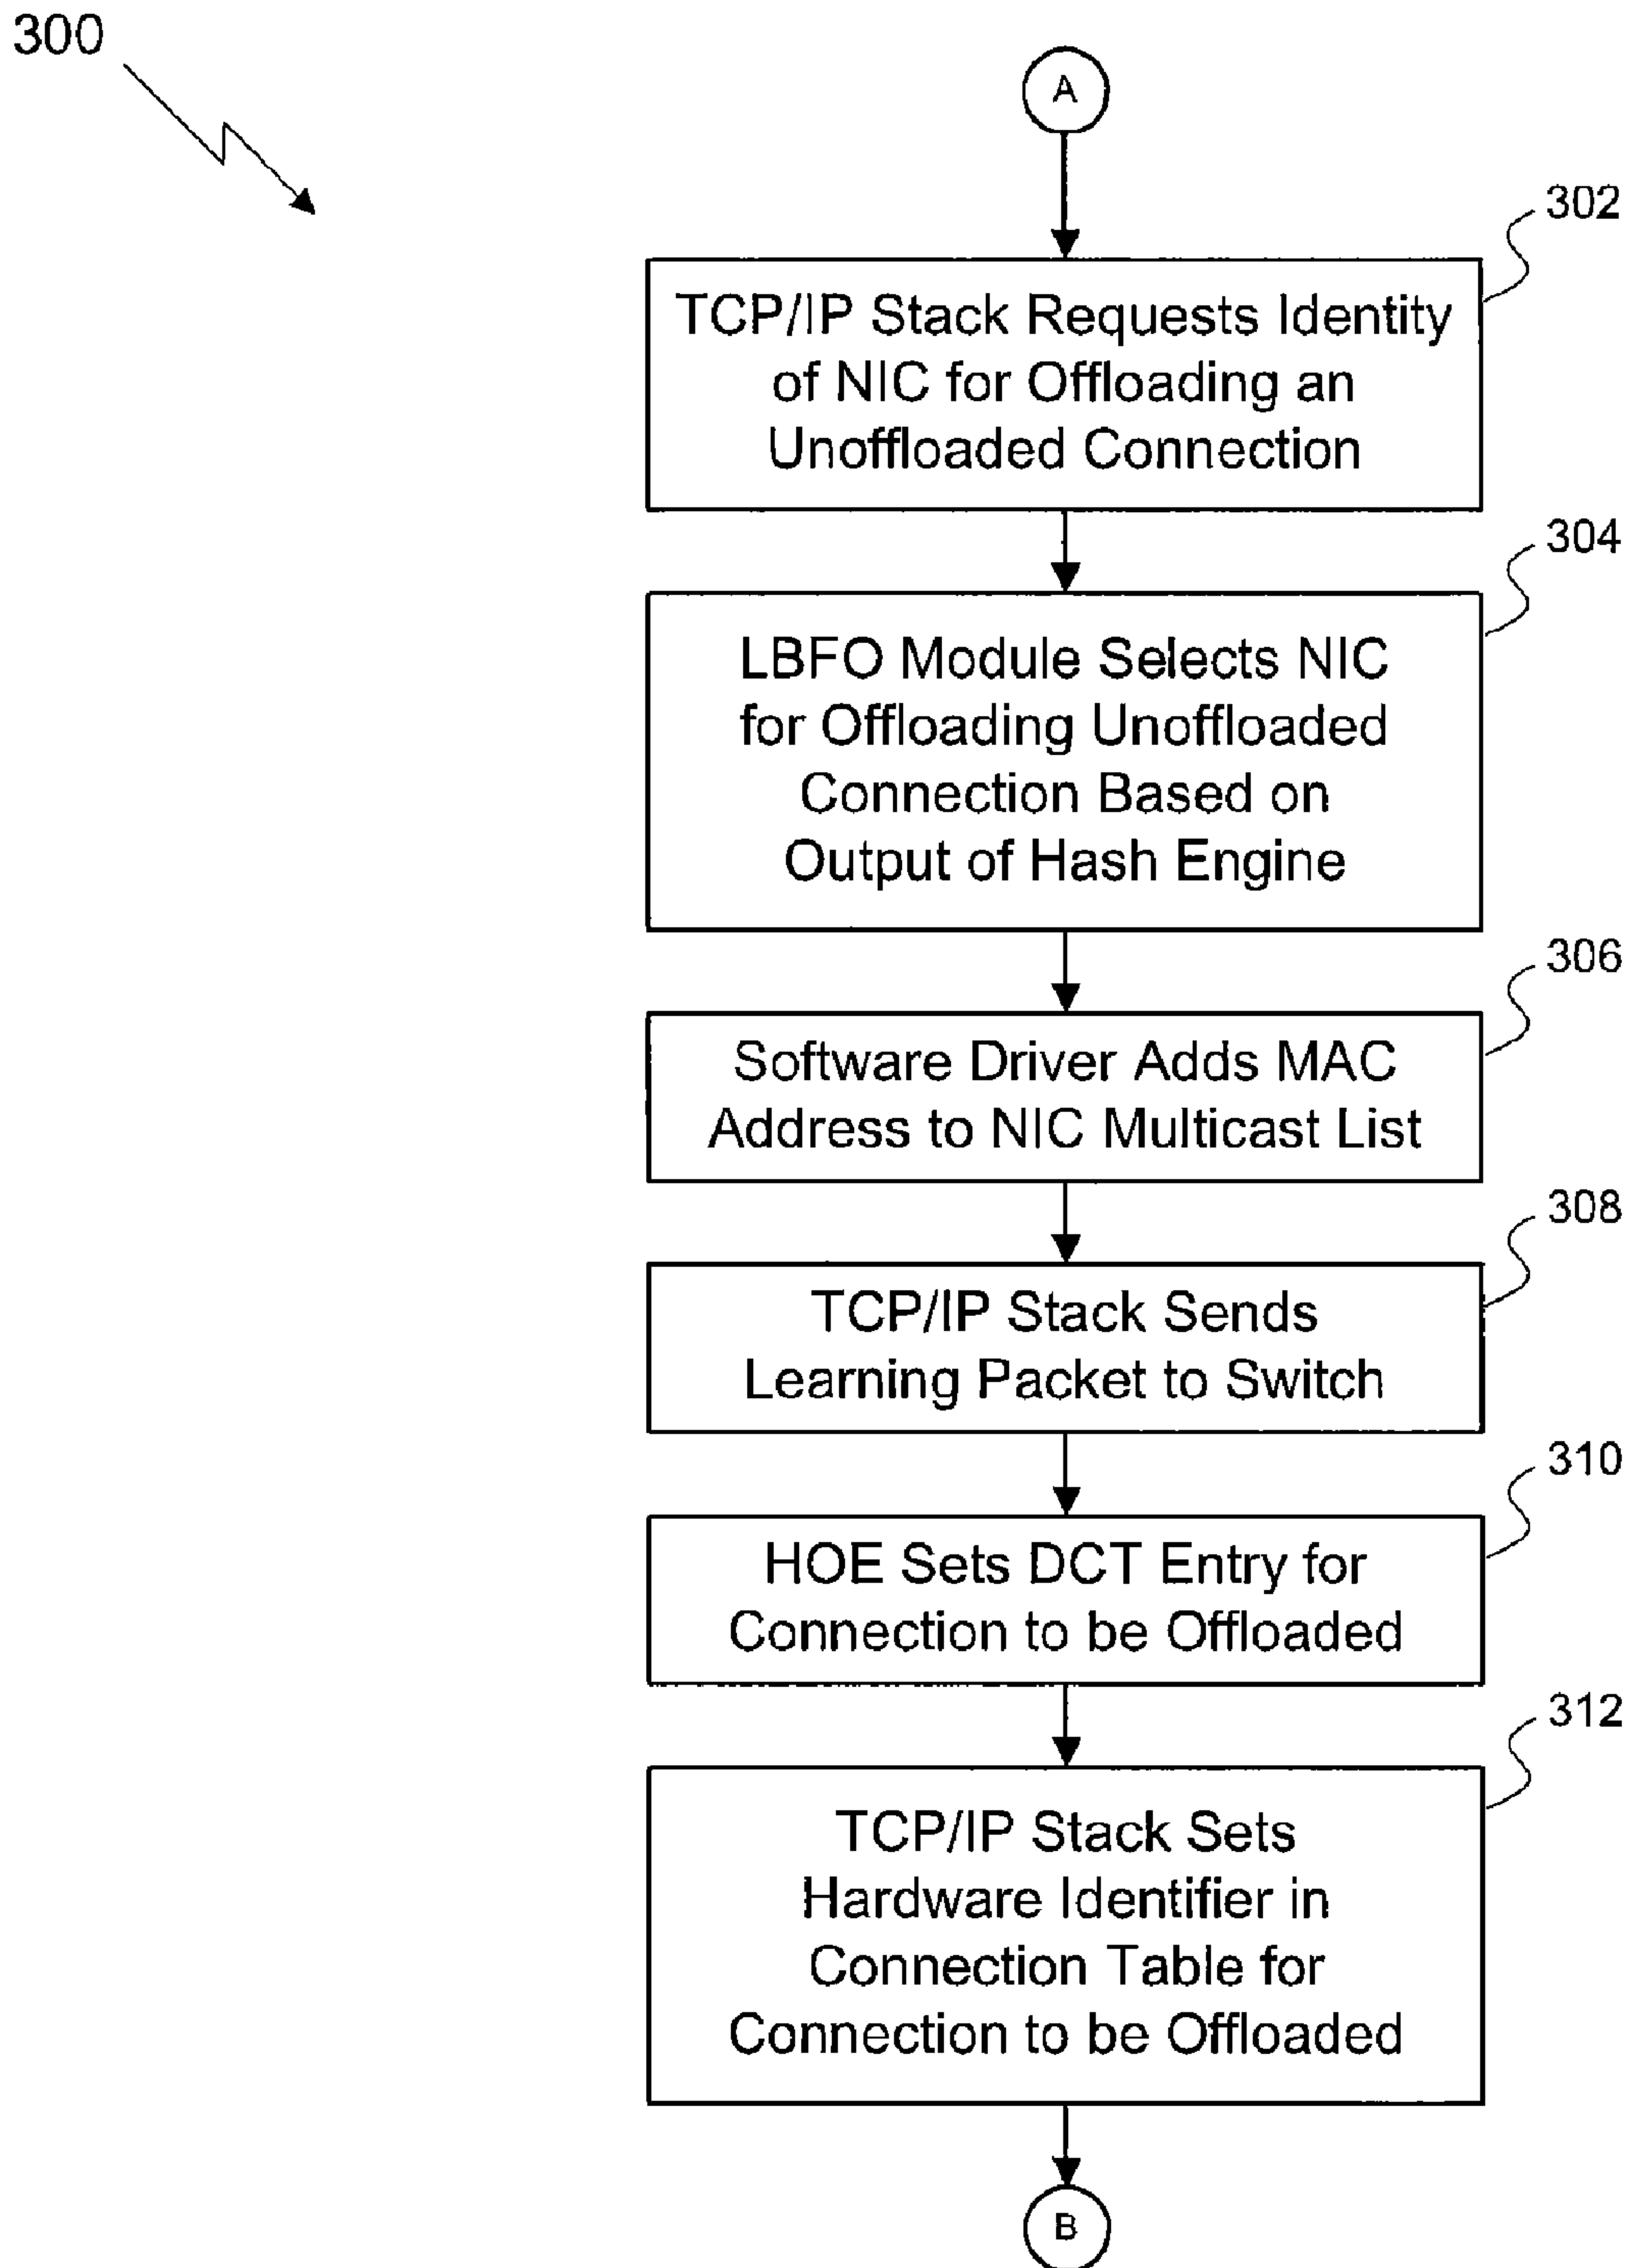 300
A
302
TCP/IP Stack Requests Identity
of NIC for Offloading an
Unoffloaded Connection
304
LBFO Module Selects NIC
for Offloading Unoffloaded
Connection Based on
Output of Hash Engine
306
Software Driver Adds MAC
Address to NIC Multicast List
308
TCP/IP Stack Sends
Learning Packet to Switch
310
HOE Sets DCT Entry for
Connection to be Offloaded
312
TCP/IP Stack Sets
Hardware Identifier in
Connection Table for
Connection to be Offloaded
B